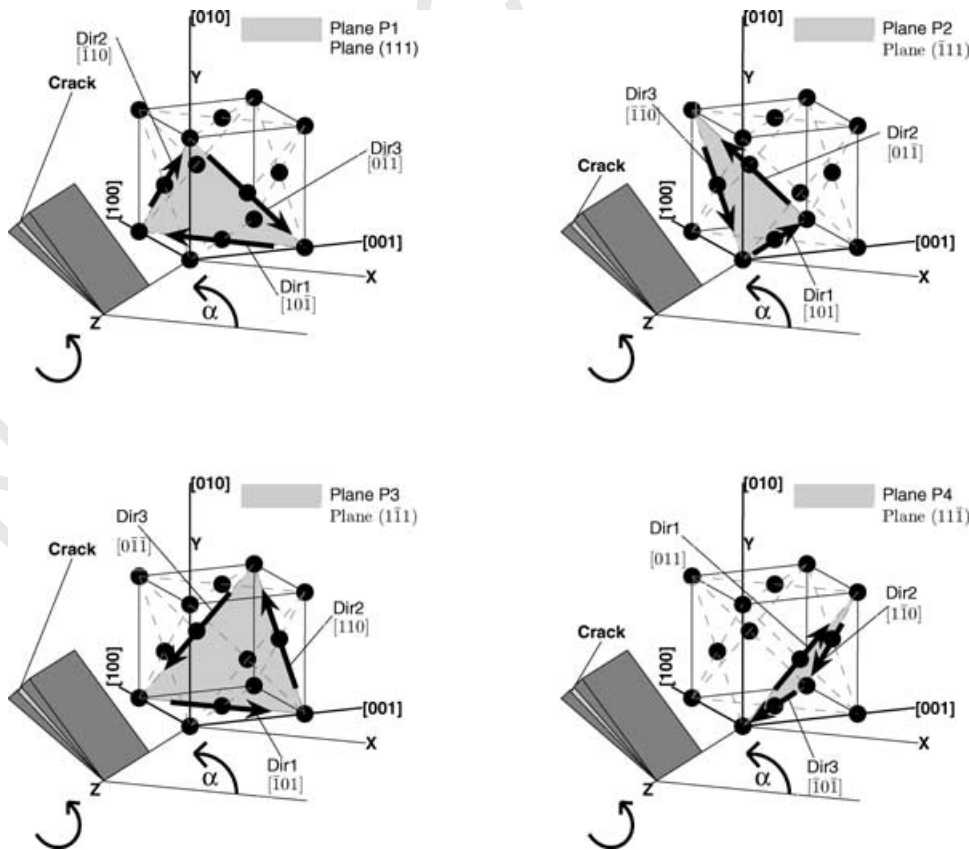 [010]
Plane P1
Plane (111)
Dir2
[1̄10]
Crack
Y
Dir3
[01̄1]
[100]
[001]
X
Dir1
[101̄]
α
Z
[010]
Plane P2
Plane (1̄11)
Y
Dir3
[1̄1̄0]
Dir2
[011̄]
Crack
[100]
[001]
X
Dir1
[101]
α
Z
[010]
Plane P3
Plane (11̄1)
Dir3
[01̄1̄]
Crack
Y
Dir2
[110]
[100]
[001]
X
Dir1
[1̄01]
α
Z
[010]
Plane P4
Plane (111̄)
Dir1
[011]
Y
Dir2
[11̄0]
Crack
[100]
[001]
X
Dir3
[1̄01̄]
α
Z